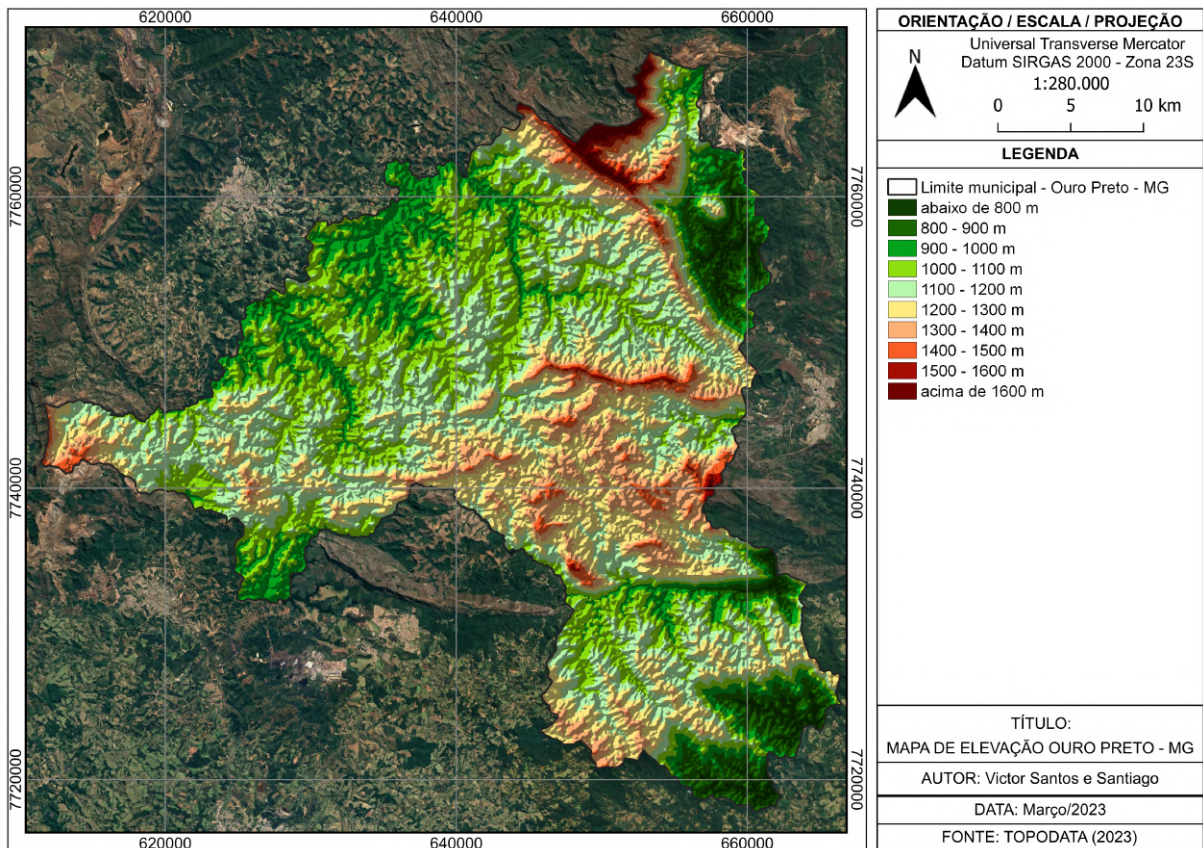 620000
640000
660000
7760000
7740000
7720000
7760000
7740000
7720000
620000
640000
660000
ORIENTAÇÃO / ESCALA / PROJEÇÃO
N
Universal Transverse Mercator
Datum SIRGAS 2000 - Zona 23S
1:280.000
0 5 10 km
LEGENDA
Limite municipal - Ouro Preto - MG
abaixo de 800 m
800 - 900 m
900 - 1000 m
1000 - 1100 m
1100 - 1200 m
1200 - 1300 m
1300 - 1400 m
1400 - 1500 m
1500 - 1600 m
acima de 1600 m
TÍTULO:
MAPA DE ELEVAÇÃO OURO PRETO - MG
AUTOR: Victor Santos e Santiago
DATA: Março/2023
FONTE: TOPODATA (2023)